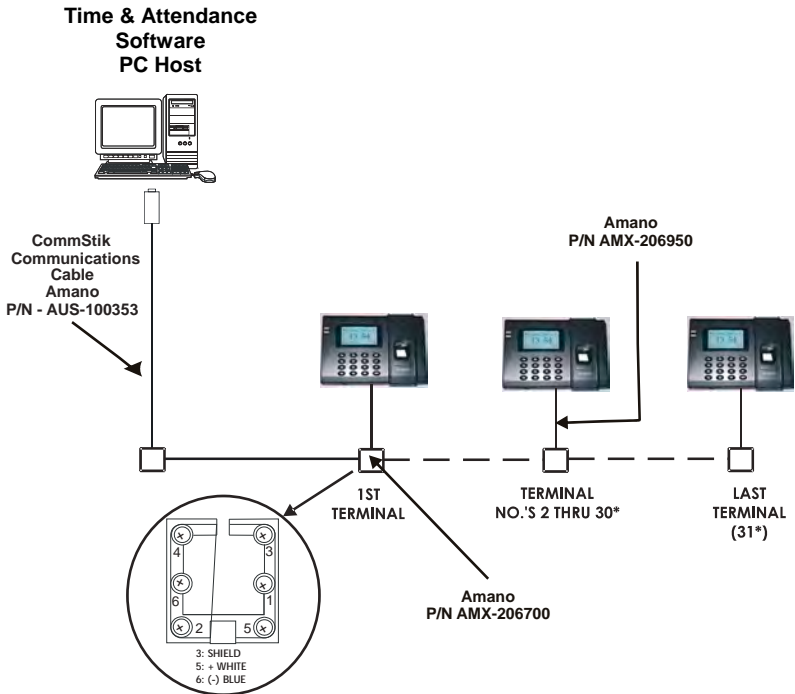 Time & Attendance
Software
PC Host
CommStik
Communications
Cable
Amano
P/N - AUS-100353
Amano
P/N AMX-206950
1ST
TERMINAL
TERMINAL
NO.'S 2 THRU 30*
LAST
TERMINAL
(31*)
4
3
6
1
2
5
3: SHIELD
5: + WHITE
6: (-) BLUE
Amano
P/N AMX-206700